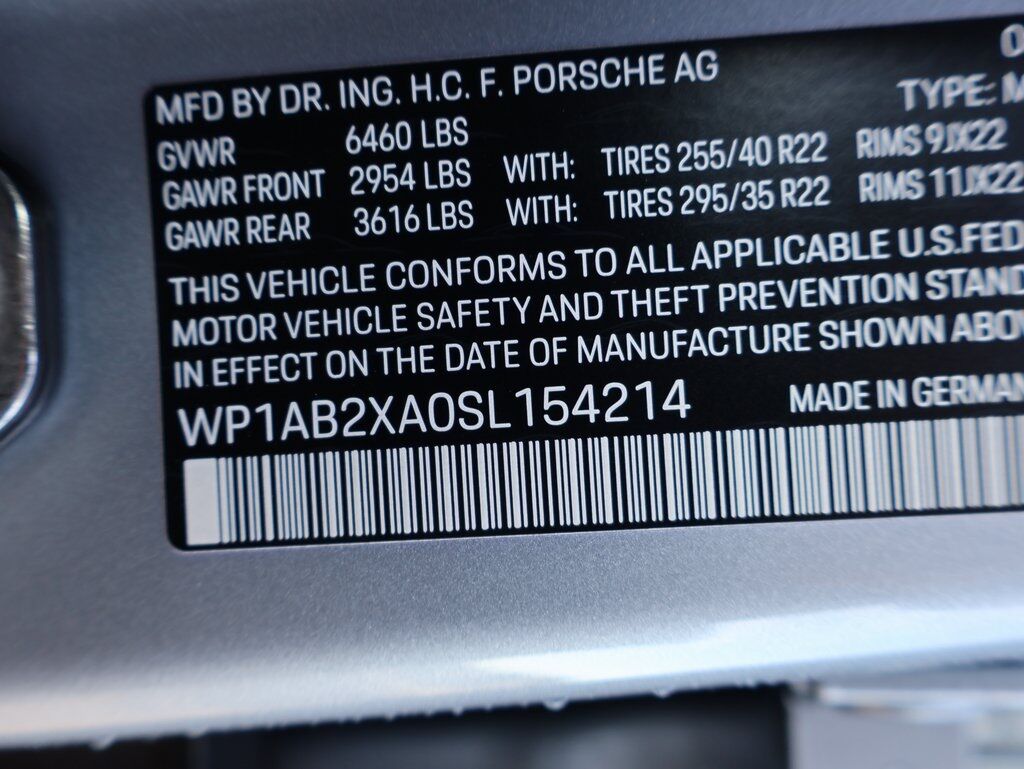 MFD BY DR. ING. H.C. F. PORSCHE AG
GVWR 6460 LBS TYPE:
GAWR FRONT 2954 LBS WITH: TIRES 255/40 R22 RIMS 9JX22
GAWR REAR 3616 LBS WITH: TIRES 295/35 R22 RIMS 11JX22
THIS VEHICLE CONFORMS TO ALL APPLICABLE U.S.FED
MOTOR VEHICLE SAFETY AND THEFT PREVENTION STAND
IN EFFECT ON THE DATE OF MANUFACTURE SHOWN ABO
WP1AB2XA0SL154214 MADE IN GERMAN